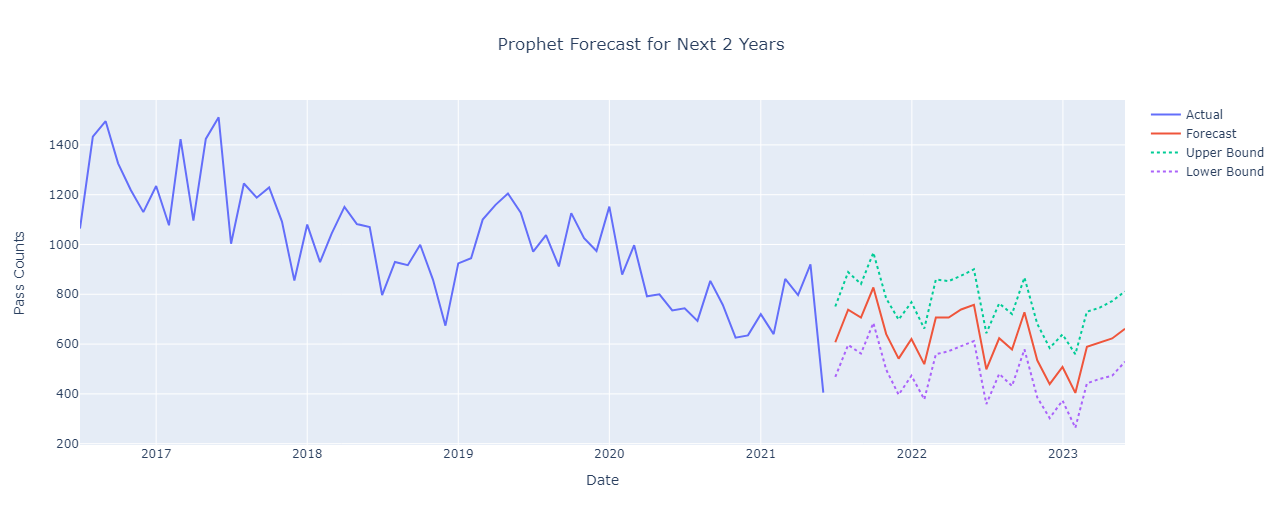 Prophet Forecast for Next 2 Years
Actual
Forecast
Upper Bound
Lower Bound
Pass Counts
1400
1200
1000
800
600
400
200
2017
2018
2019
2020
2021
2022
2023
Date